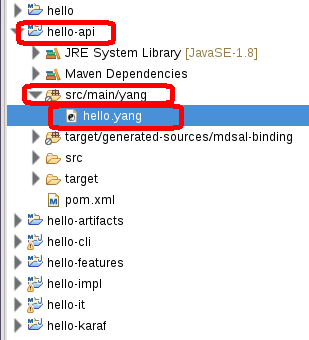 hello
hello-api
JRE System Library [JavaSE-1.8]
Maven Dependencies
src/main/yang
hello.yang
target/generated-sources/mdsal-binding
src
target
pom.xml
hello-artifacts
hello-cli
hello-features
hello-impl
hello-it
hello-karaf